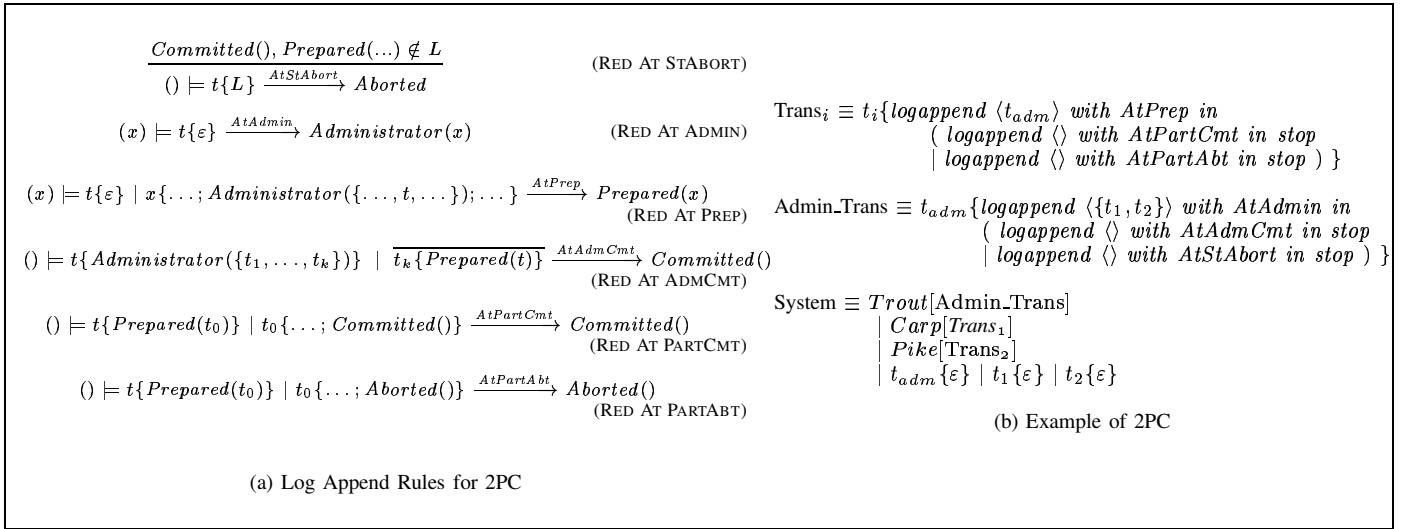 Committed(), Prepared(...) ∉ L
() ⊨ t{L} —AtStAbort→ Aborted
(RED AT STABORT)
(x) ⊨ t{ε} —AtAdmin→ Administrator(x)
(RED AT ADMIN)
(x) ⊨ t{ε} | x{...; Administrator({..., t, ...}); ...} —AtPrep→ Prepared(x)
(RED AT PREP)
() ⊨ t{Administrator({t₁, ..., tₖ})} | \overline{tₖ{Prepared(t)}} —AtAdmCmt→ Committed()
(RED AT ADMCMT)
() ⊨ t{Prepared(t₀)} | t₀{...; Committed()} —AtPartCmt→ Committed()
(RED AT PARTCMT)
() ⊨ t{Prepared(t₀)} | t₀{...; Aborted()} —AtPartAbt→ Aborted()
(RED AT PARTABT)
(a) Log Append Rules for 2PC
Transᵢ ≡ tᵢ{logappend ⟨t_adm⟩ with AtPrep in
( logappend ⟨⟩ with AtPartCmt in stop
| logappend ⟨⟩ with AtPartAbt in stop ) }
Admin_Trans ≡ t_adm{logappend ⟨{t₁, t₂}⟩ with AtAdmin in
( logappend ⟨⟩ with AtAdmCmt in stop
| logappend ⟨⟩ with AtStAbort in stop ) }
System ≡ Trout[Admin_Trans]
| Carp[Trans₁]
| Pike[Trans₂]
| t_adm{ε} | t₁{ε} | t₂{ε}
(b) Example of 2PC